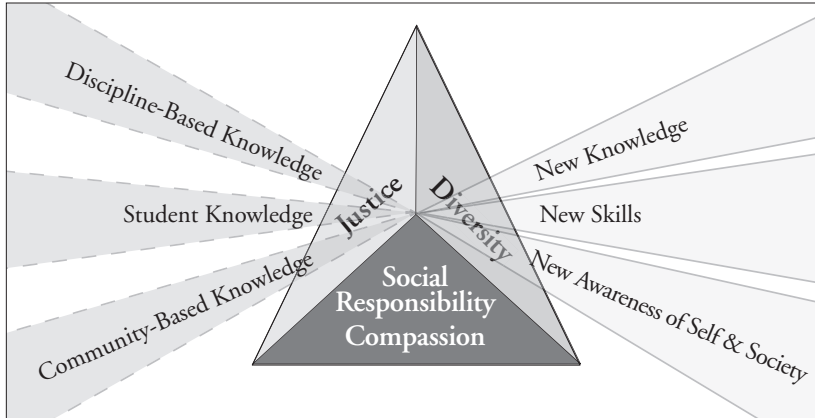 Discipline-Based Knowledge
Student Knowledge
Community-Based Knowledge
Justice
Diversity
Social
Responsibility
Compassion
New Knowledge
New Skills
New Awareness of Self & Society